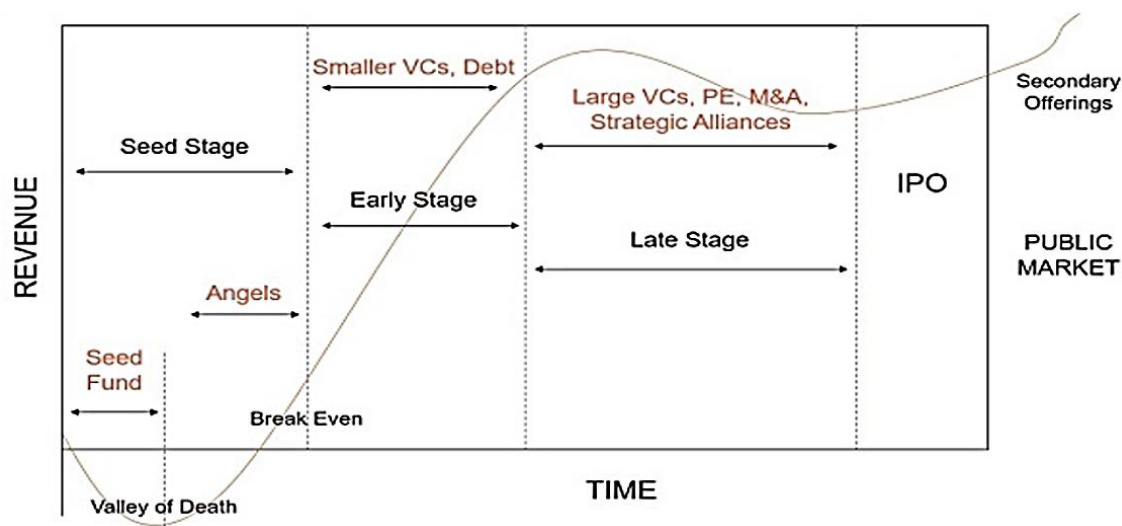 Smaller VCs, Debt
Secondary
Offerings
Large VCs, PE, M&A,
Strategic Alliances
Seed Stage
IPO
Early Stage
REVENUE
Late Stage
PUBLIC
MARKET
Angels
Seed
Fund
Break Even
TIME
Valley of Death